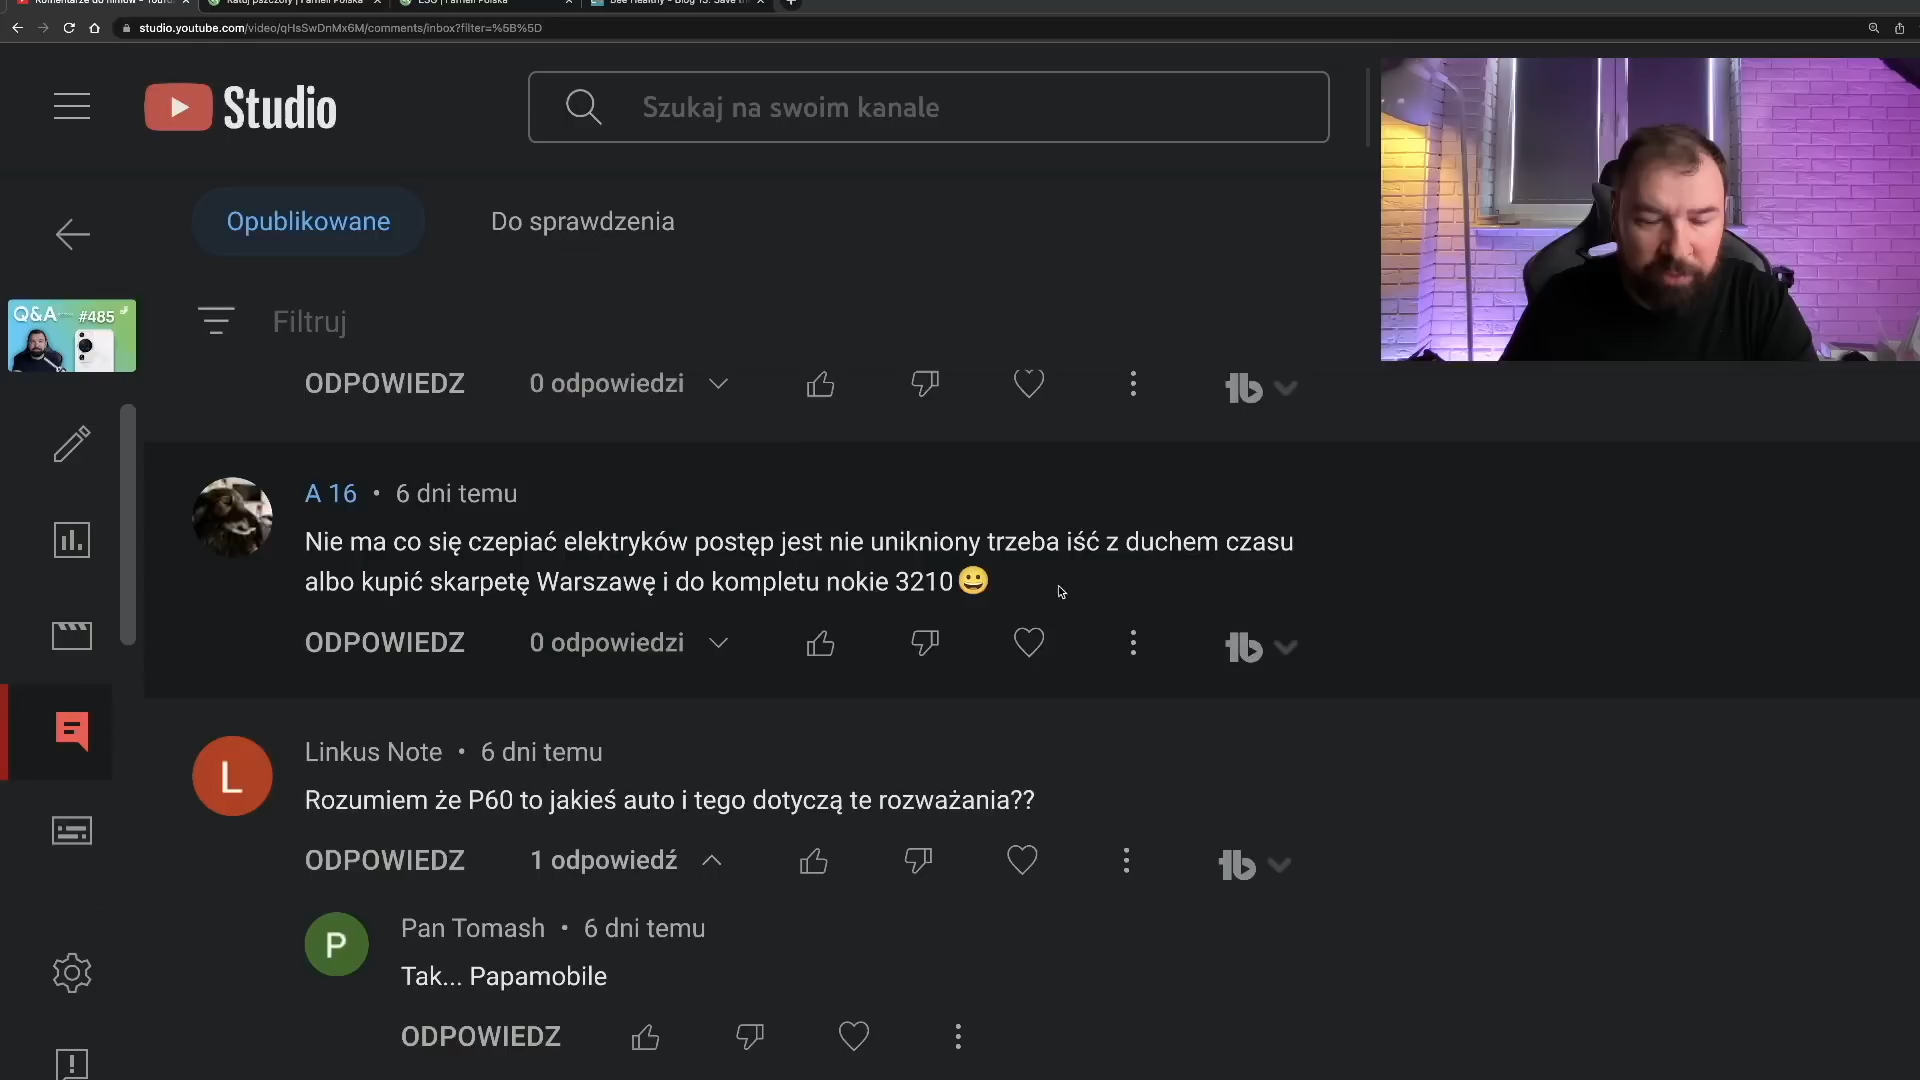 studio.youtube.com/video/qHsSwDnMx6M/comments/inbox?filter=%5B%5D
Studio
Szukaj na swoim kanale
Opublikowane
Do sprawdzenia
Q&A
#485
Filtruj
ODPOWIEDZ
0 odpowiedzi
A 16 • 6 dni temu
Nie ma co się czepiać elektryków postęp jest nie unikniony trzeba iść z duchem czasu
albo kupić skarpetę Warszawę i do kompletu nokie 3210😀
ODPOWIEDZ
0 odpowiedzi
L
Linkus Note • 6 dni temu
Rozumiem że P60 to jakieś auto i tego dotyczą te rozważania??
ODPOWIEDZ
1 odpowiedź
P
Pan Tomash • 6 dni temu
Tak... Papamobile
ODPOWIEDZ